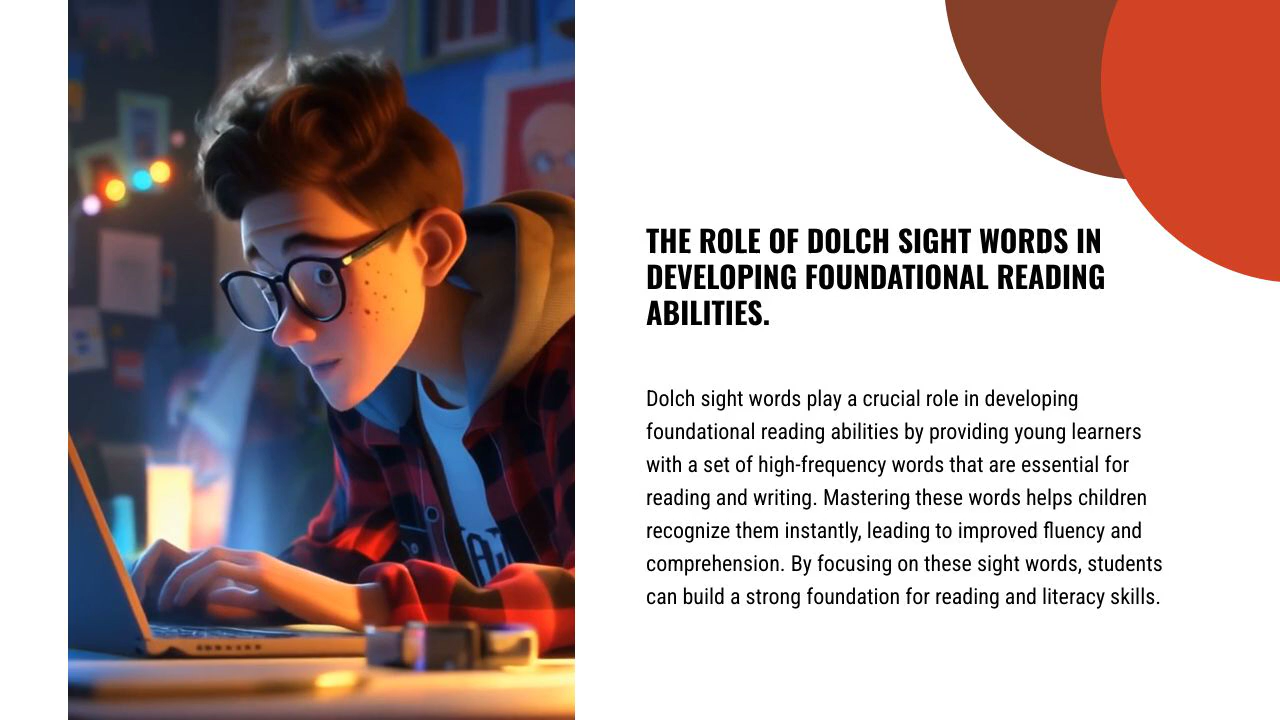 THE ROLE OF DOLCH SIGHT WORDS IN
DEVELOPING FOUNDATIONAL READING
ABILITIES.
Dolch sight words play a crucial role in developing
foundational reading abilities by providing young learners
with a set of high-frequency words that are essential for
reading and writing. Mastering these words helps children
recognize them instantly, leading to improved fluency and
comprehension. By focusing on these sight words, students
can build a strong foundation for reading and literacy skills.